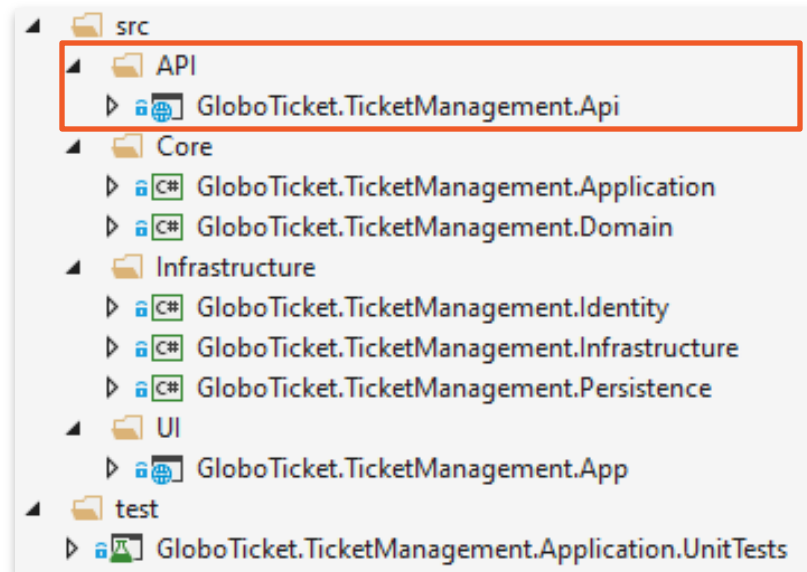 src
API
GloboTicket.TicketManagement.Api
Core
C# GloboTicket.TicketManagement.Application
C# GloboTicket.TicketManagement.Domain
Infrastructure
C# GloboTicket.TicketManagement.Identity
C# GloboTicket.TicketManagement.Infrastructure
C# GloboTicket.TicketManagement.Persistence
UI
GloboTicket.TicketManagement.App
test
GloboTicket.TicketManagement.Application.UnitTests